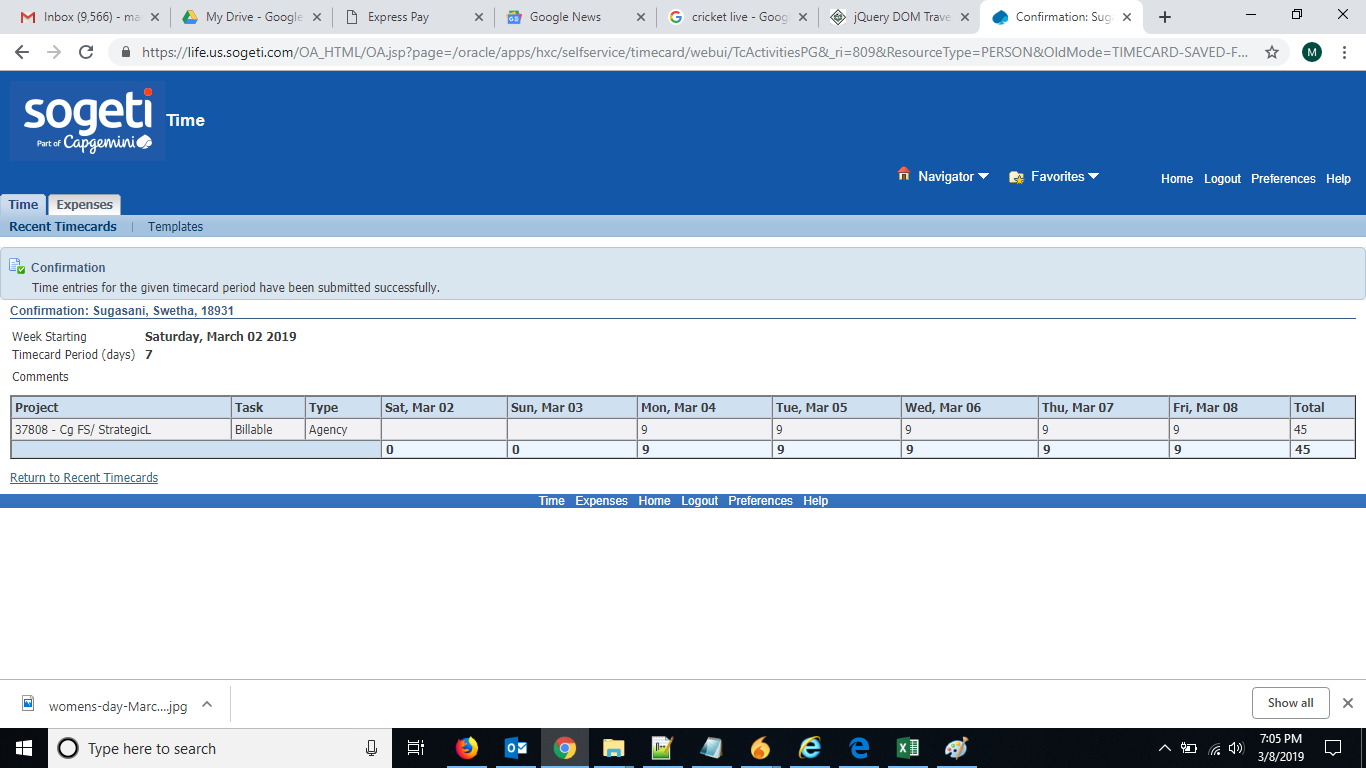 Inbox (9,566) - ma
My Drive - Google
Express Pay
Google News
cricket live - Goog
jQuery DOM Trave
Confirmation: Suga
https://life.us.sogeti.com/OA_HTML/OA.jsp?page=/oracle/apps/hxc/selfservice/timecard/webui/TcActivitiesPG&_ri=809&ResourceType=PERSON&OldMode=TIMECARD-SAVED-F...
M
sogeti
Part of Capgemini
Time
Navigator
Favorites
Home Logout Preferences Help
Time Expenses
Recent Timecards | Templates
Confirmation
Time entries for the given timecard period have been submitted successfully.
Confirmation: Sugasani, Swetha, 18931
Week Starting Saturday, March 02 2019
Timecard Period (days) 7
Comments
Project Task Type Sat, Mar 02 Sun, Mar 03 Mon, Mar 04 Tue, Mar 05 Wed, Mar 06 Thu, Mar 07 Fri, Mar 08 Total
37808 - Cg FS/ StrategicL Billable Agency 9 9 9 9 9 45
0 0 9 9 9 9 9 45
Return to Recent Timecards
Time Expenses Home Logout Preferences Help
womens-day-Marc....jpg
Show all
Type here to search
7:05 PM
3/8/2019